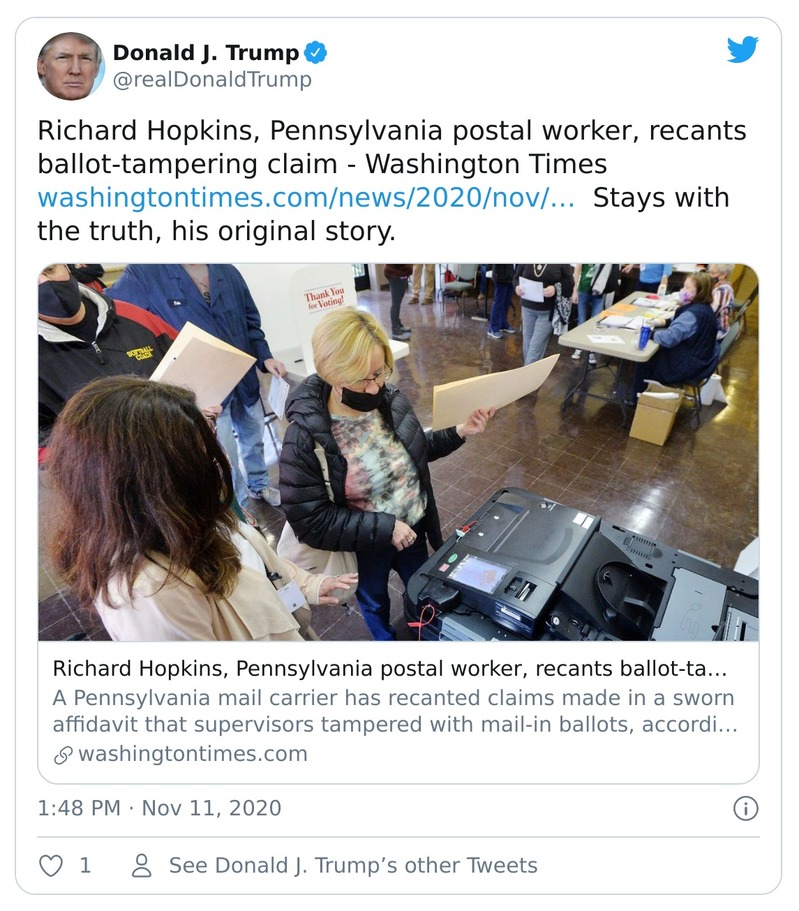 Donald J. Trump
@realDonaldTrump
Richard Hopkins, Pennsylvania postal worker, recants
ballot-tampering claim - Washington Times
washingtontimes.com/news/2020/nov/… Stays with
the truth, his original story.
Thank You
for Voting!
SOFTBALL
COACH
Richard Hopkins, Pennsylvania postal worker, recants ballot-ta…
A Pennsylvania mail carrier has recanted claims made in a sworn
affidavit that supervisors tampered with mail-in ballots, accordi…
washingtontimes.com
1:48 PM · Nov 11, 2020
1 See Donald J. Trump’s other Tweets